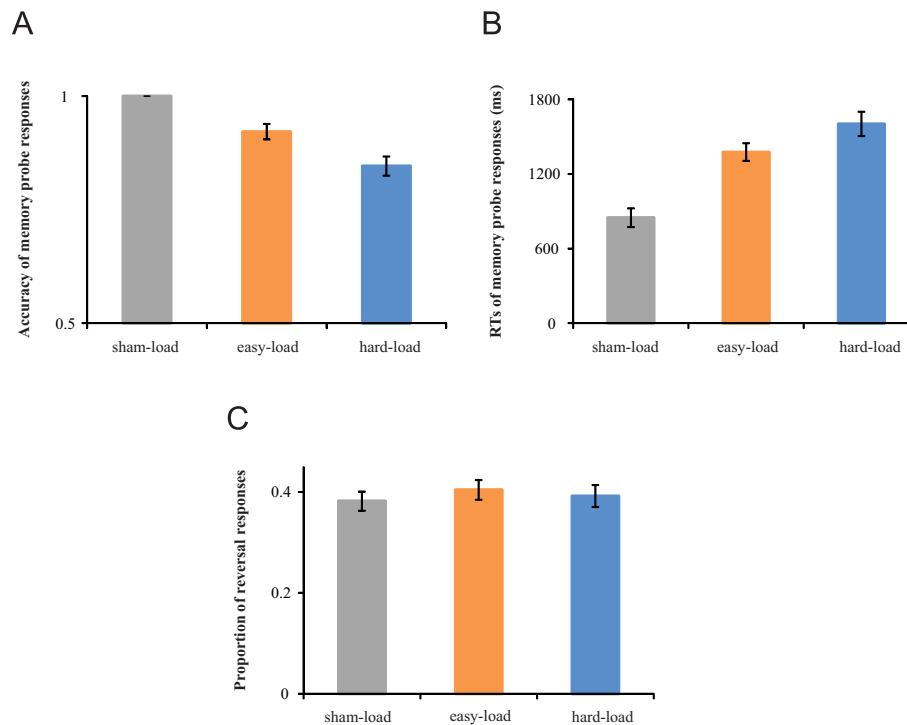 A
Accuracy of memory probe responses
1
0.5
sham-load easy-load hard-load
B
RTs of memory probe responses (ms)
1800
1200
600
0
sham-load easy-load hard-load
C
Proportion of reversal responses
0.4
0.2
0
sham-load easy-load hard-load